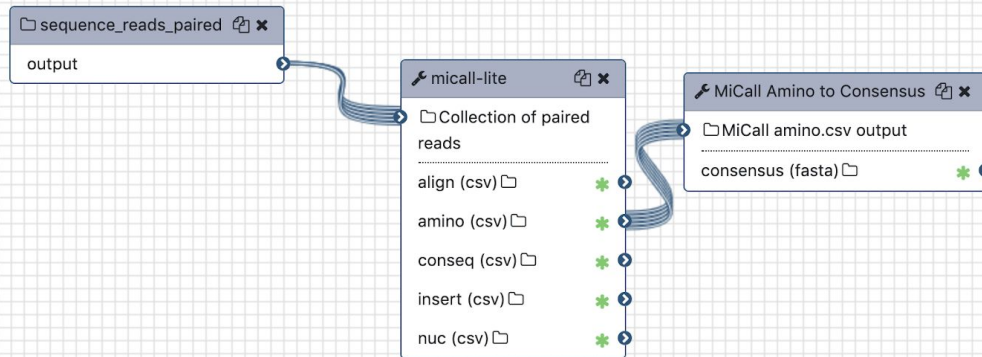 sequence_reads_paired
output
micall-lite
Collection of paired
reads
align (csv)
amino (csv)
conseq (csv)
insert (csv)
nuc (csv)
MiCall Amino to Consensus
MiCall amino.csv output
consensus (fasta)